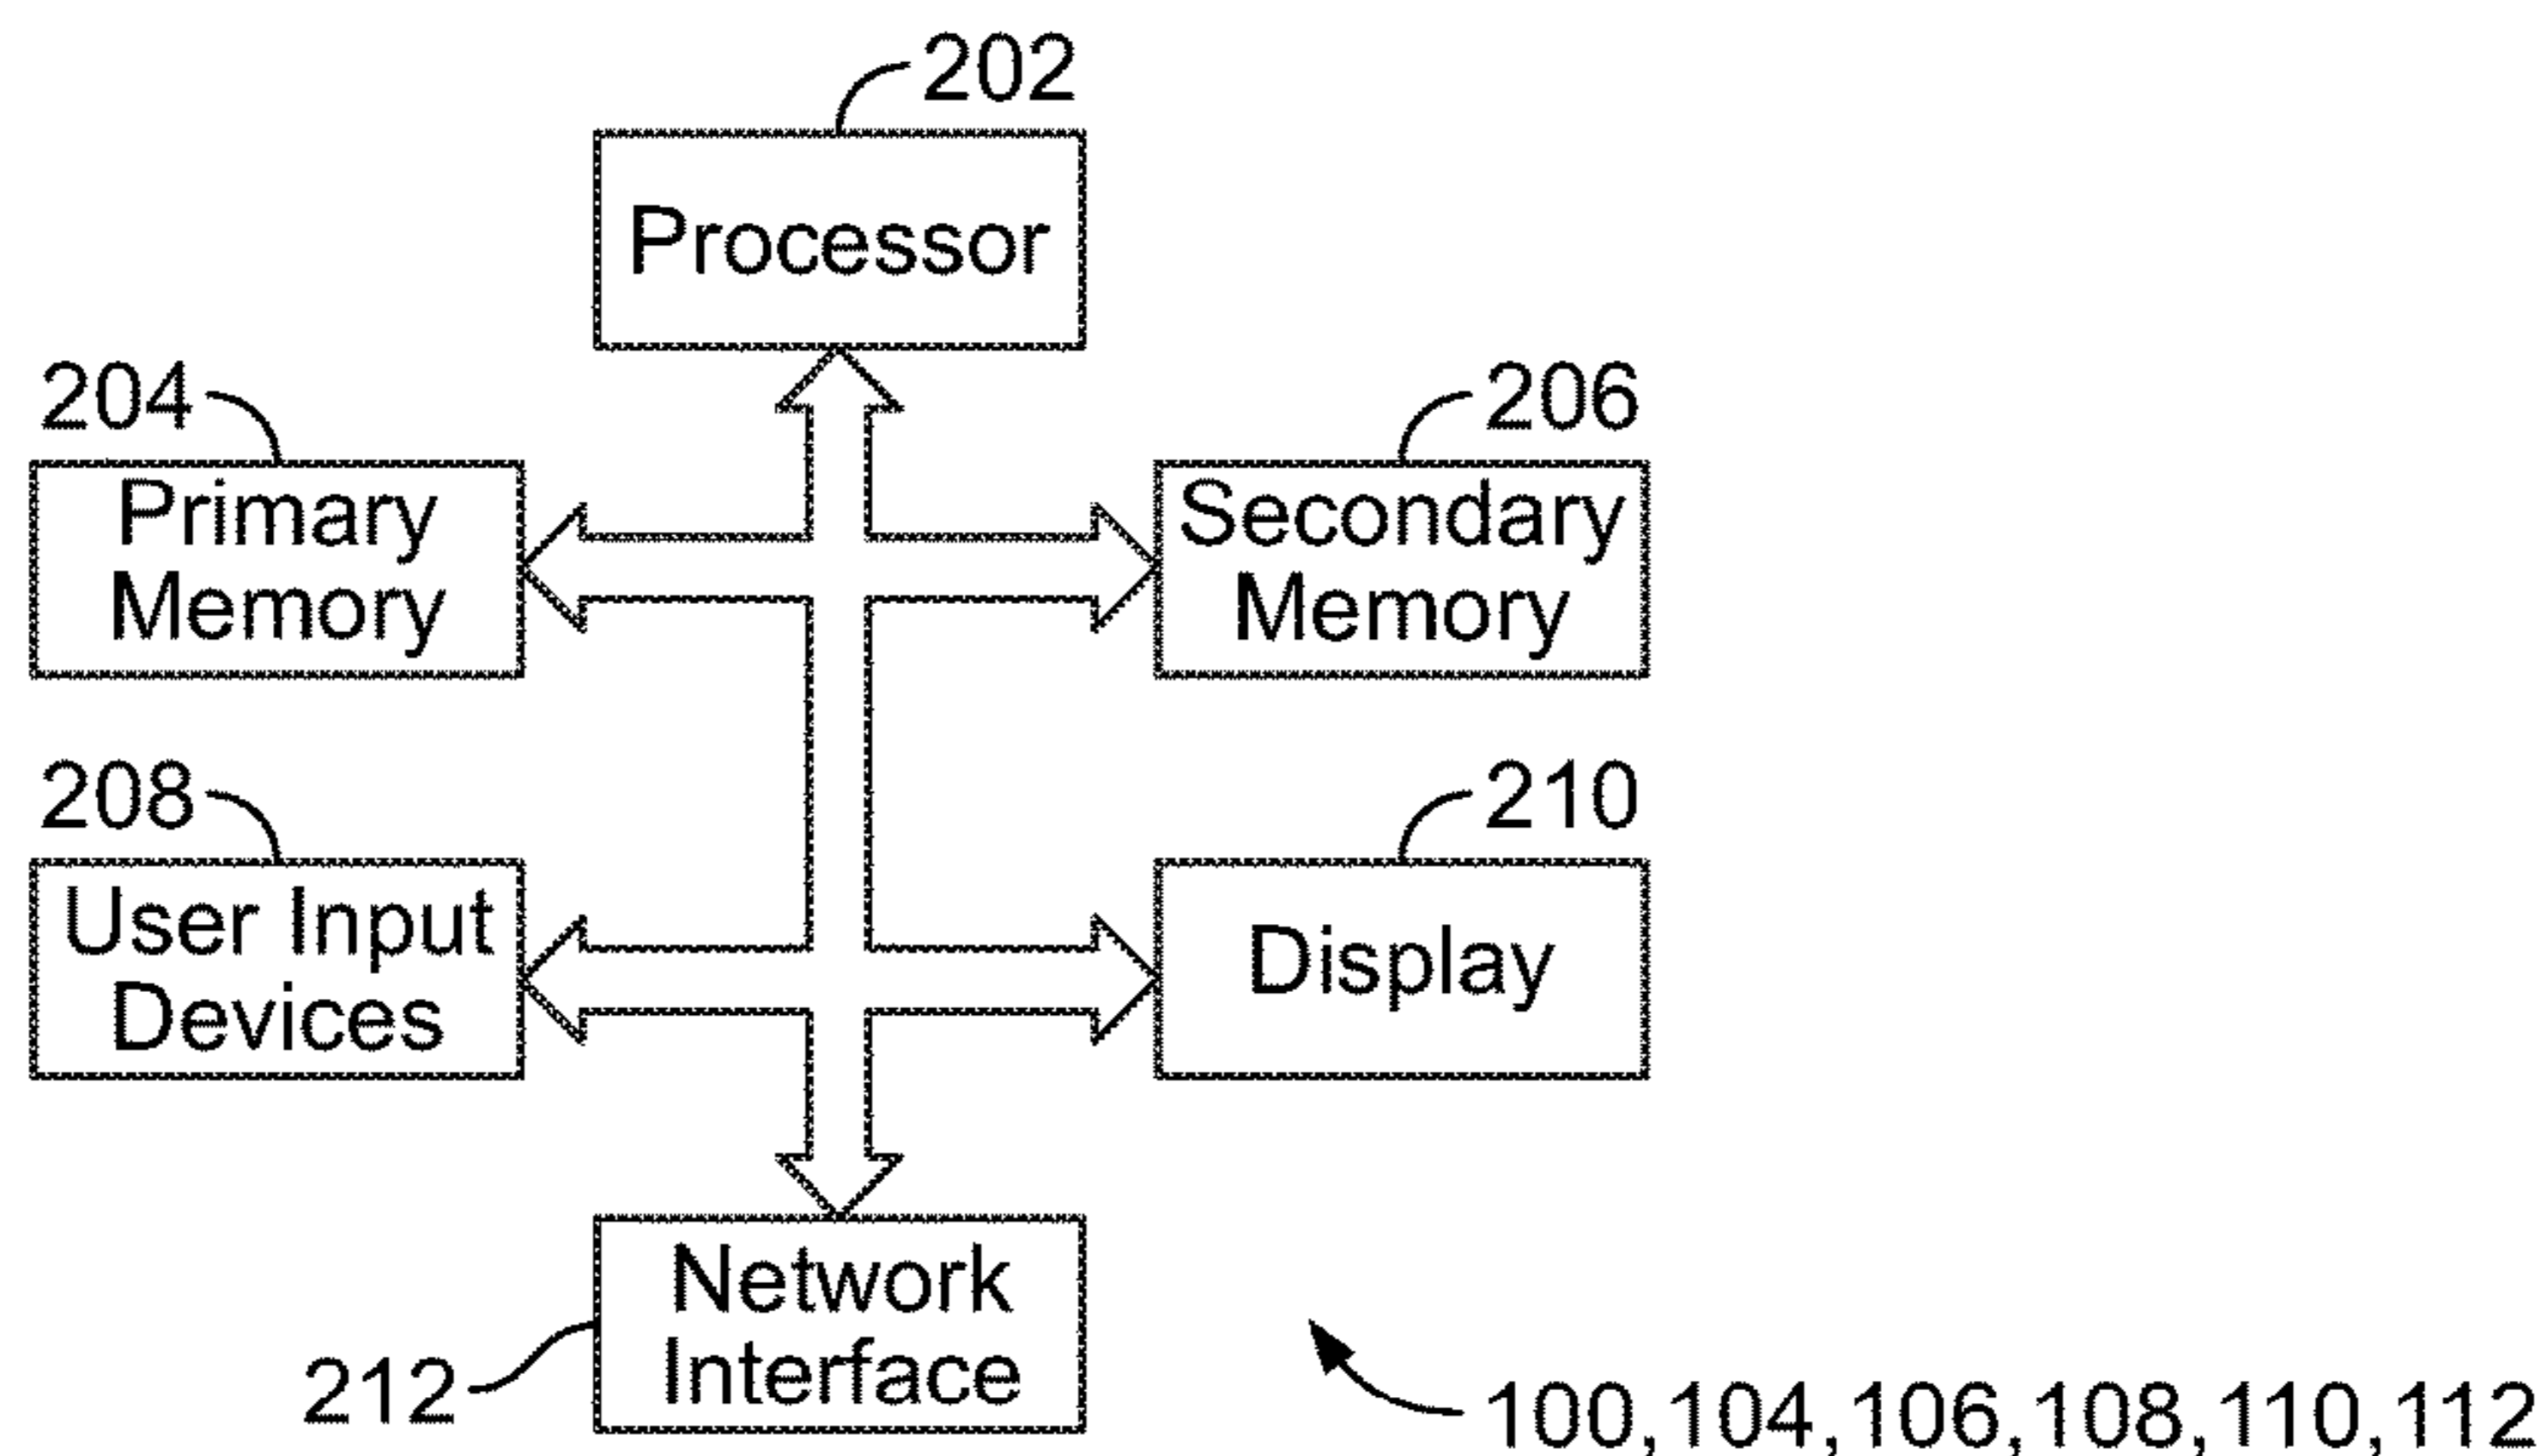 202
Processor
204
Primary
Memory
206
Secondary
Memory
208
User Input
Devices
210
Display
Network
Interface
212
100,104,106,108,110,112